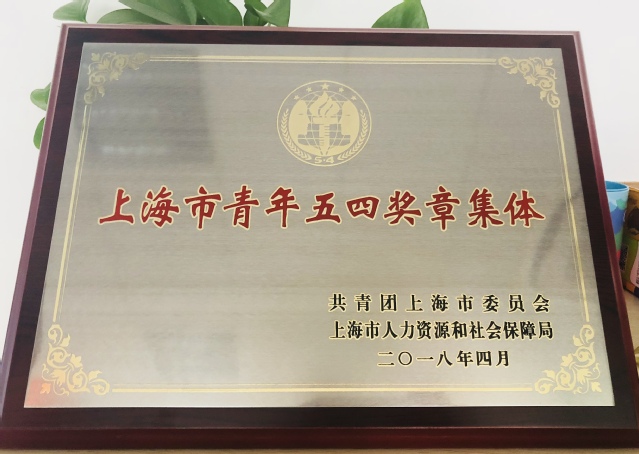 5·4
上海市青年五四奖章集体
共青团上海市委员会
上海市人力资源和社会保障局
二〇一八年四月